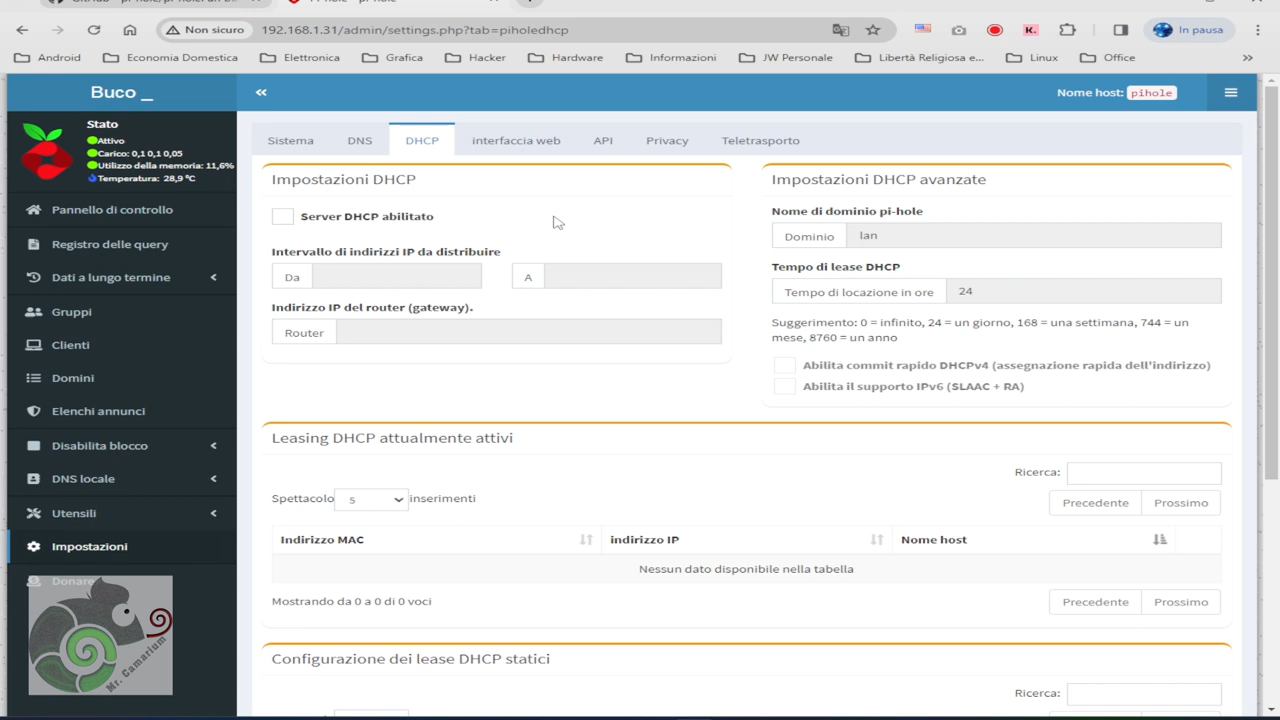 Non sicuro
192.168.1.31/admin/settings.php?tab=piholedhcp
In pausa
Android
Economia Domestica
Elettronica
Grafica
Hacker
Hardware
Informazioni
JW Personale
Libertà Religiosa e...
Linux
Office
Buco _
Nome host: pihole
Stato
Attivo
Carico: 0,1 0,1 0,05
Utilizzo della memoria: 11,6%
Temperatura: 28,9 °C
Pannello di controllo
Registro delle query
Dati a lungo termine
Gruppi
Clienti
Domini
Elenchi annunci
Disabilita blocco
DNS locale
Utensili
Impostazioni
Donare
Mr. Camarium
Sistema
DNS
DHCP
interfaccia web
API
Privacy
Teletrasporto
Impostazioni DHCP
Server DHCP abilitato
Intervallo di indirizzi IP da distribuire
Da
A
Indirizzo IP del router (gateway).
Router
Impostazioni DHCP avanzate
Nome di dominio pi-hole
Dominio
lan
Tempo di lease DHCP
Tempo di locazione in ore
24
Suggerimento: 0 = infinito, 24 = un giorno, 168 = una settimana, 744 = un
mese, 8760 = un anno
Abilita commit rapido DHCPv4 (assegnazione rapida dell'indirizzo)
Abilita il supporto IPv6 (SLAAC + RA)
Leasing DHCP attualmente attivi
Ricerca:
Spettacolo 5 inserimenti
Precedente
Prossimo
Indirizzo MAC
indirizzo IP
Nome host
Nessun dato disponibile nella tabella
Mostrando da 0 a 0 di 0 voci
Precedente
Prossimo
Configurazione dei lease DHCP statici
Ricerca: